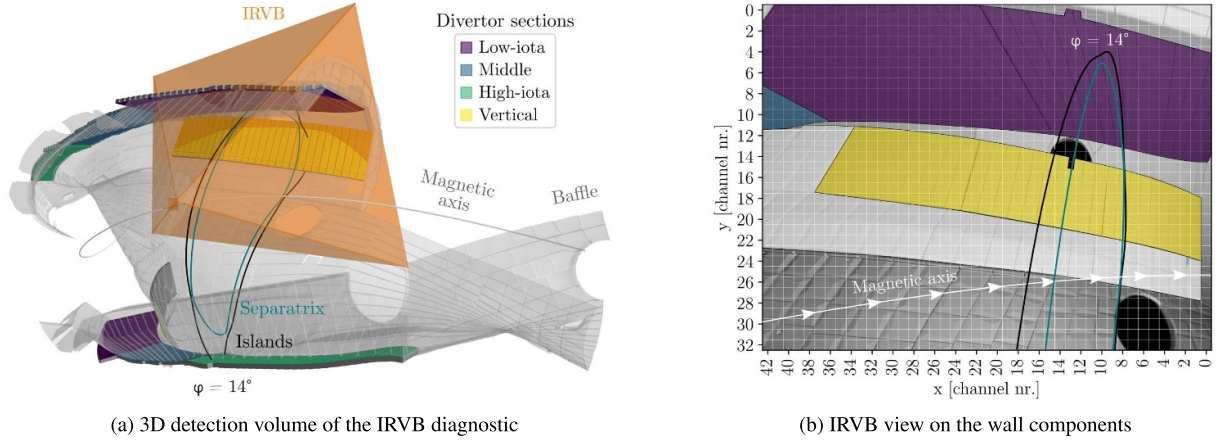 IRVB
Divertor sections
Low-iota
Middle
High-iota
Vertical
Magnetic
axis
Baffle
Separatrix
Islands
φ = 14°
(a) 3D detection volume of the IRVB diagnostic
φ = 14°
y [channel nr.]
0
2
4
6
8
10
12
14
16
18
20
22
24
26
28
30
32
Magnetic axis
42 40 38 36 34 32 30 28 26 24 22 20 18 16 14 12 10 8 6 4 2 0
x [channel nr.]
(b) IRVB view on the wall components